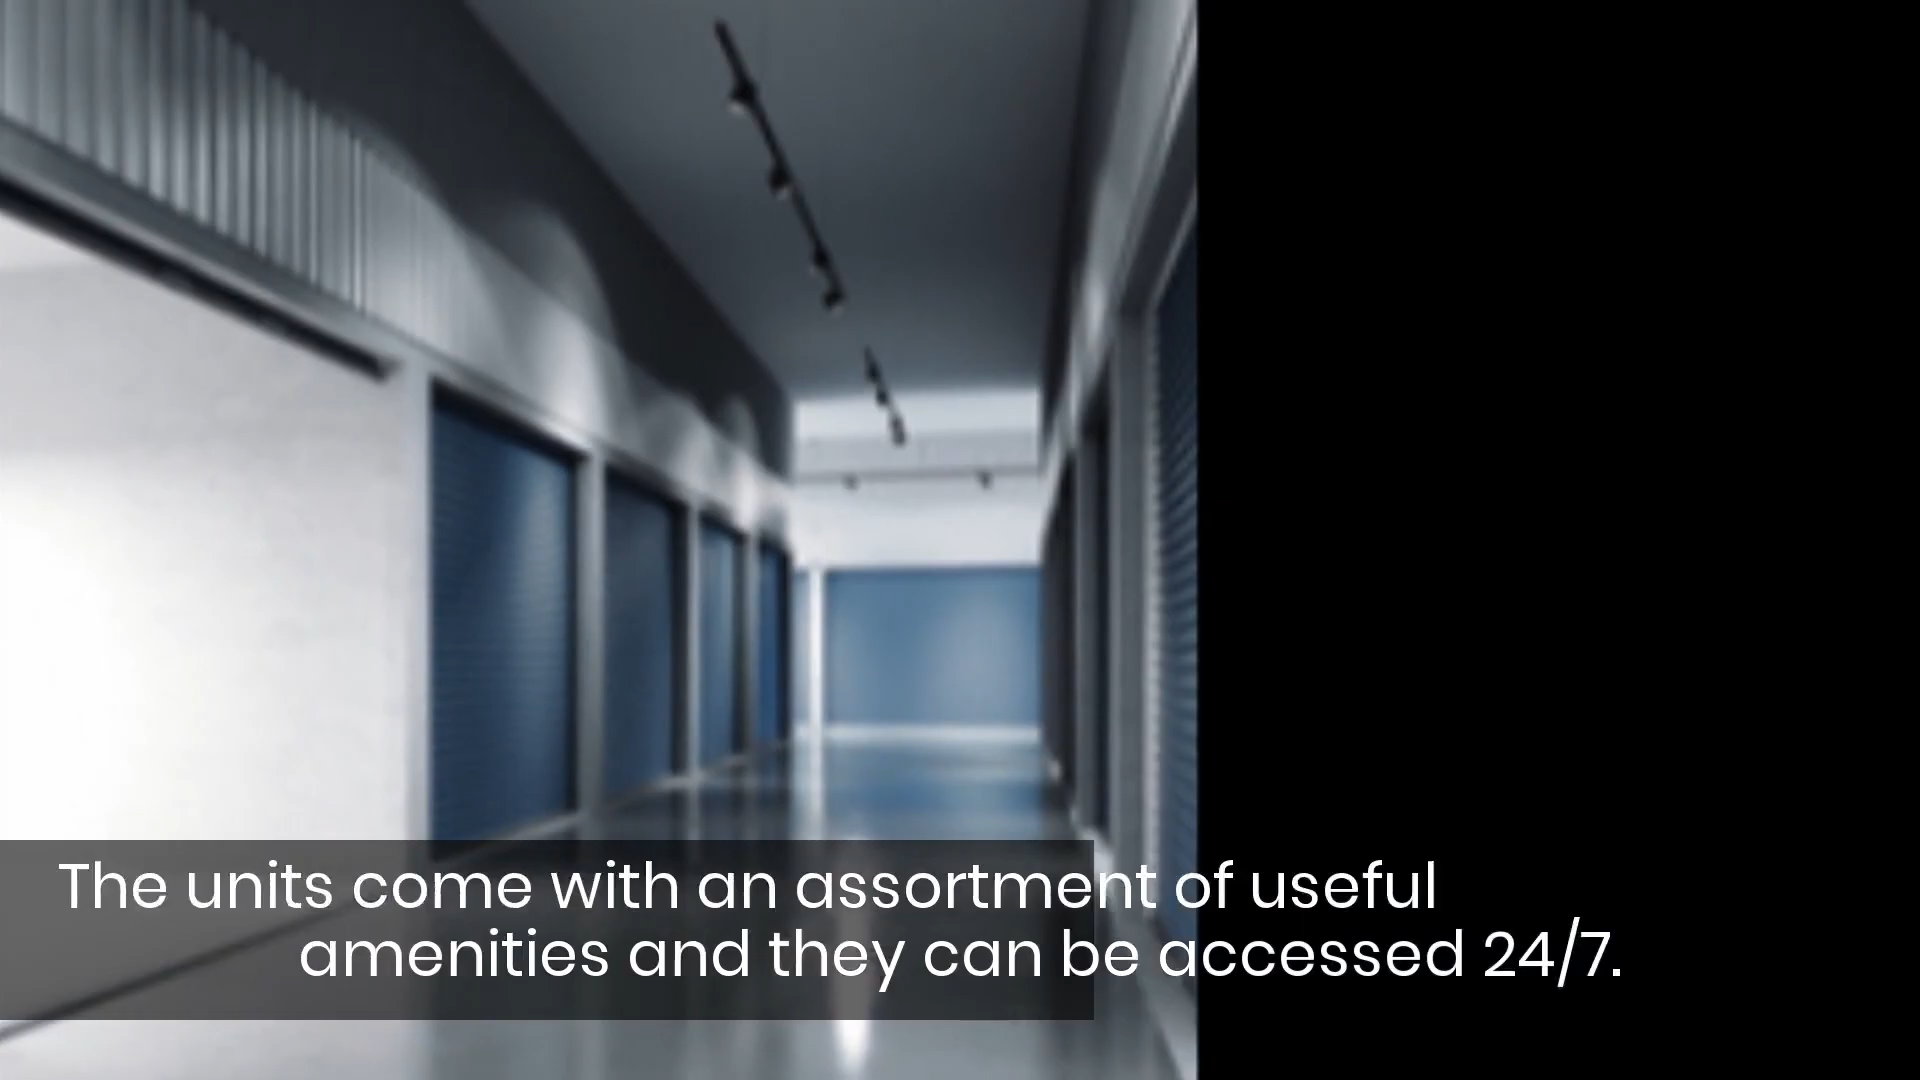 The units come with an assortment of useful
amenities and they can be accessed 24/7.